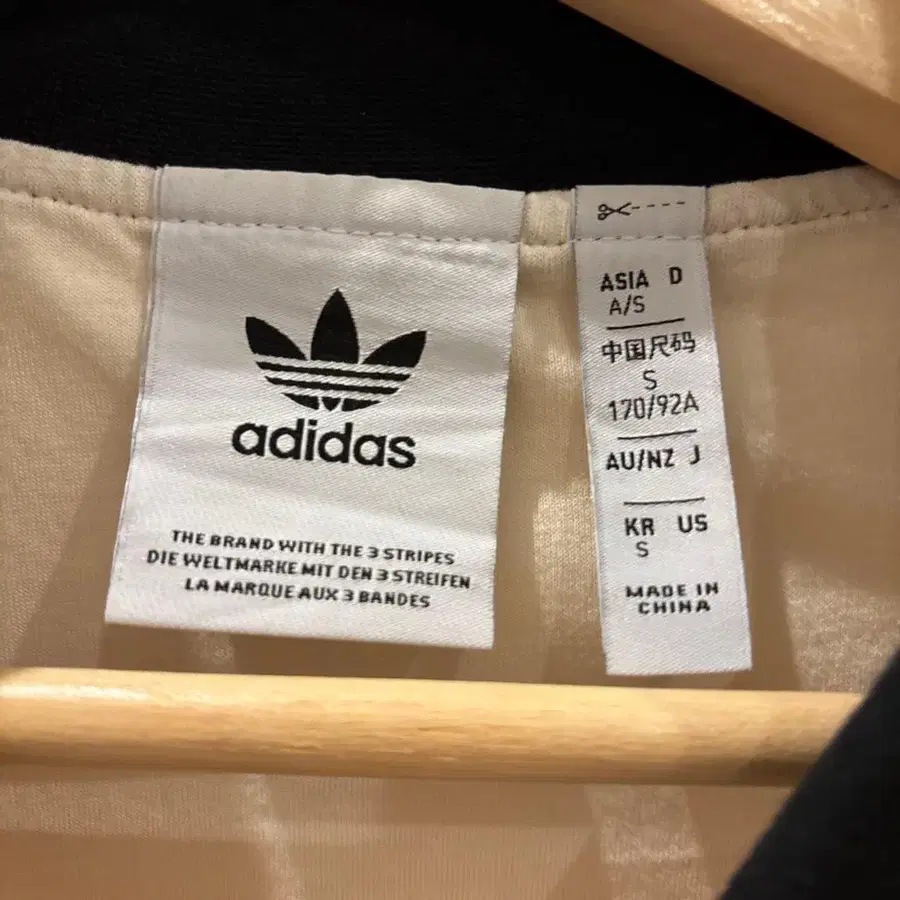 adidas
THE BRAND WITH THE 3 STRIPES
DIE WELTMARKE MIT DEN 3 STREIFEN
LA MARQUE AUX 3 BANDES
ASIA D
A/S
中国尺码
S
170/92A
AU/NZ J
KR US
S
MADE IN
CHINA